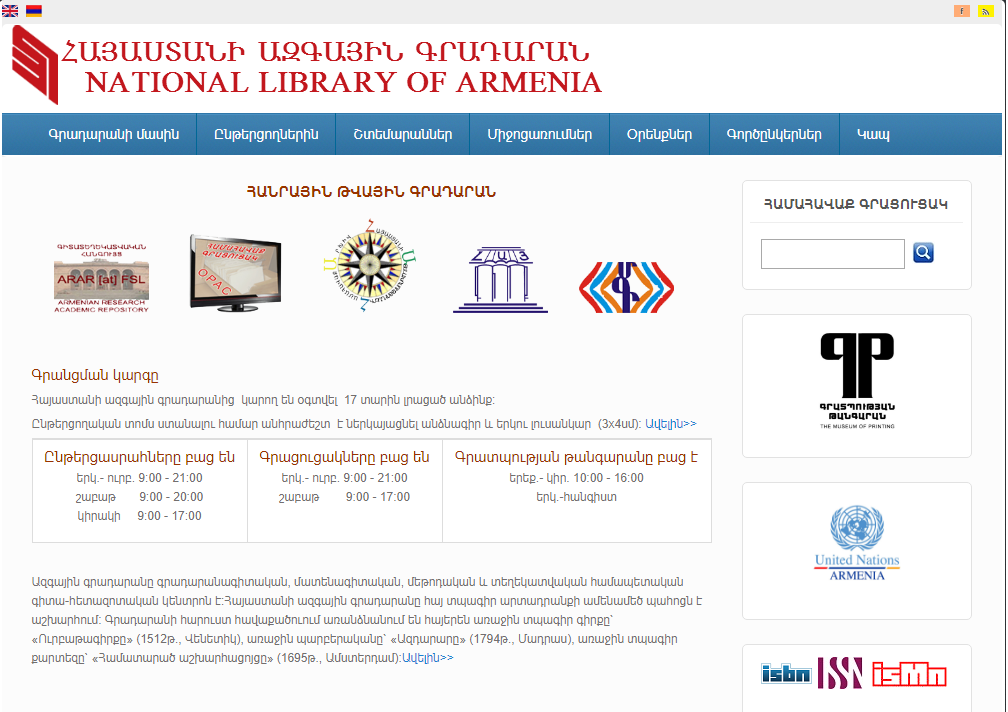 ՀԱՅԱՍՏԱՆԻ ԱԶԳԱՅԻՆ ԳՐԱԴԱՐԱՆ
NATIONAL LIBRARY OF ARMENIA
Գրադարանի մասին Ընթերցողներին Շտեմարաններ Միջոցառումներ Օրենքներ Գործընկերներ Կապ
ՀԱՆՐԱՅԻՆ ԹՎԱՅԻՆ ԳՐԱԴԱՐԱՆ
ԳԻՏԱՏԵՂԵԿԱՏՎԱԿԱՆ
ՀԱՆԳՈՒՅՑ
ARAR [at] FSL
ARMENIAN RESEARCH
ACADEMIC REPOSITORY
ՀԱՄԱՀԱՎԱՔ
ԳՐԱՑՈՒՑԱԿ
OPAC
Գրանցման կարգը
Հայաստանի ազգային գրադարանից կարող են օգտվել 17 տարին լրացած անձինք:
Ընթերցողական տոմս ստանալու համար անհրաժեշտ է ներկայացնել անձնագիր և երկու լուսանկար (3x4սմ): Ավելին>>
Ընթերցասրահները բաց են
երկ.- ուրբ. 9:00 - 21:00
շաբաթ 9:00 - 20:00
կիրակի 9:00 - 17:00
Գրացուցակները բաց են
երկ.- ուրբ. 9:00 - 21:00
շաբաթ 9:00 - 17:00
Գրատպության թանգարանը բաց է
երեք.- կիր. 10:00 - 16:00
երկ.-հանգիստ
Ազգային գրադարանը գրադարանագիտական, մատենագիտական, մեթոդական և տեղեկատվական համապետական
գիտա-հետազոտական կենտրոն է:Հայաստանի ազգային գրադարանը հայ տպագիր արտադրանքի ամենամեծ պահոցն է
աշխարհում: Գրադարանի հարուստ հավաքածուում առանձնանում են հայերեն առաջին տպագիր գիրքը՝
«Ուրբաթագիրքը» (1512թ., Վենետիկ), առաջին պարբերականը՝ «Ազդարարը» (1794թ., Մադրաս), առաջին տպագիր
քարտեզը՝ «Համատարած աշխարհացոյցը» (1695թ., Ամստերդամ):Ավելին>>
ՀԱՄԱՀԱՎԱՔ ԳՐԱՑՈՒՑԱԿ
ԳՐԱՏՊՈՒԹՅԱՆ
ԹԱՆԳԱՐԱՆ
THE MUSEUM OF PRINTING
United Nations
ARMENIA
isbn ISSN isMn